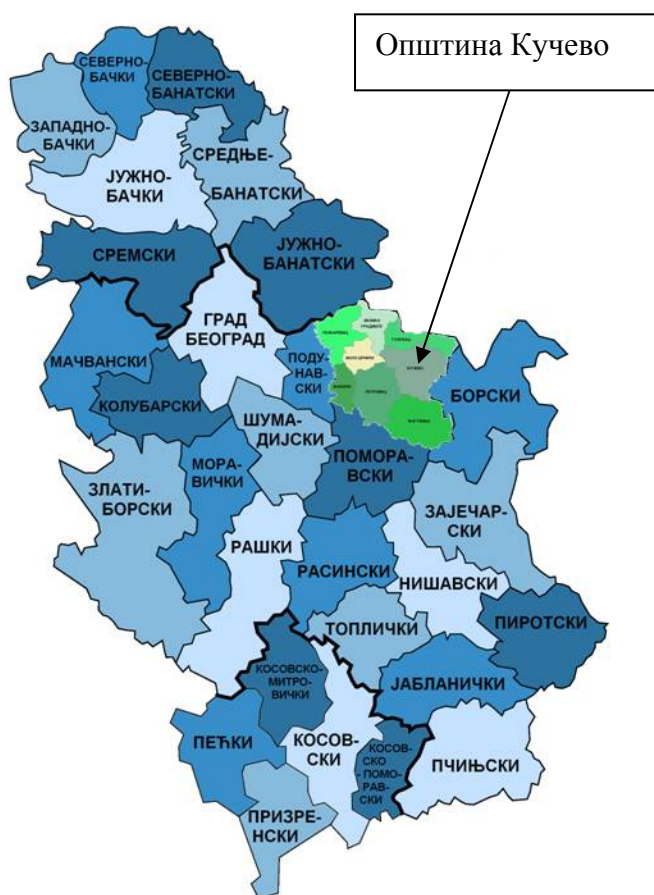 Општина Кучево
СЕВЕРНО-
БАЧКИ
СЕВЕРНО-
БАНАТСКИ
ЗАПАДНО-
БАЧКИ
ЈУЖНО-
БАЧКИ
СРЕДЊЕ-
БАНАТСКИ
СРЕМСКИ
ЈУЖНО-
БАНАТСКИ
ГРАД
БЕОГРАД
МАЧВАНСКИ
ПОДУ-
НАВСКИ
КУЧЕВО
БОРСКИ
КОЛУБАРСКИ
ШУМА-
ДИЈСКИ
ПОМОРА-
ВСКИ
МОРА-
ВИЧКИ
ЗЛАТИ-
БОРСКИ
ЗАЈЕЧАР-
СКИ
РАШКИ
РАСИНСКИ
НИШАВСКИ
ТОПЛИЧКИ
ПИРОТСКИ
КОСОВСКО-
МИТРО-
ВИЧКИ
ЈАБЛАНИЧКИ
ПЕЋКИ
КОСОВ-
СКИ
КОСОВ-
СКО
- ПОМО-
РАВ-
СКИ
ПЧИЊСКИ
ПРИЗРЕ-
НСКИ